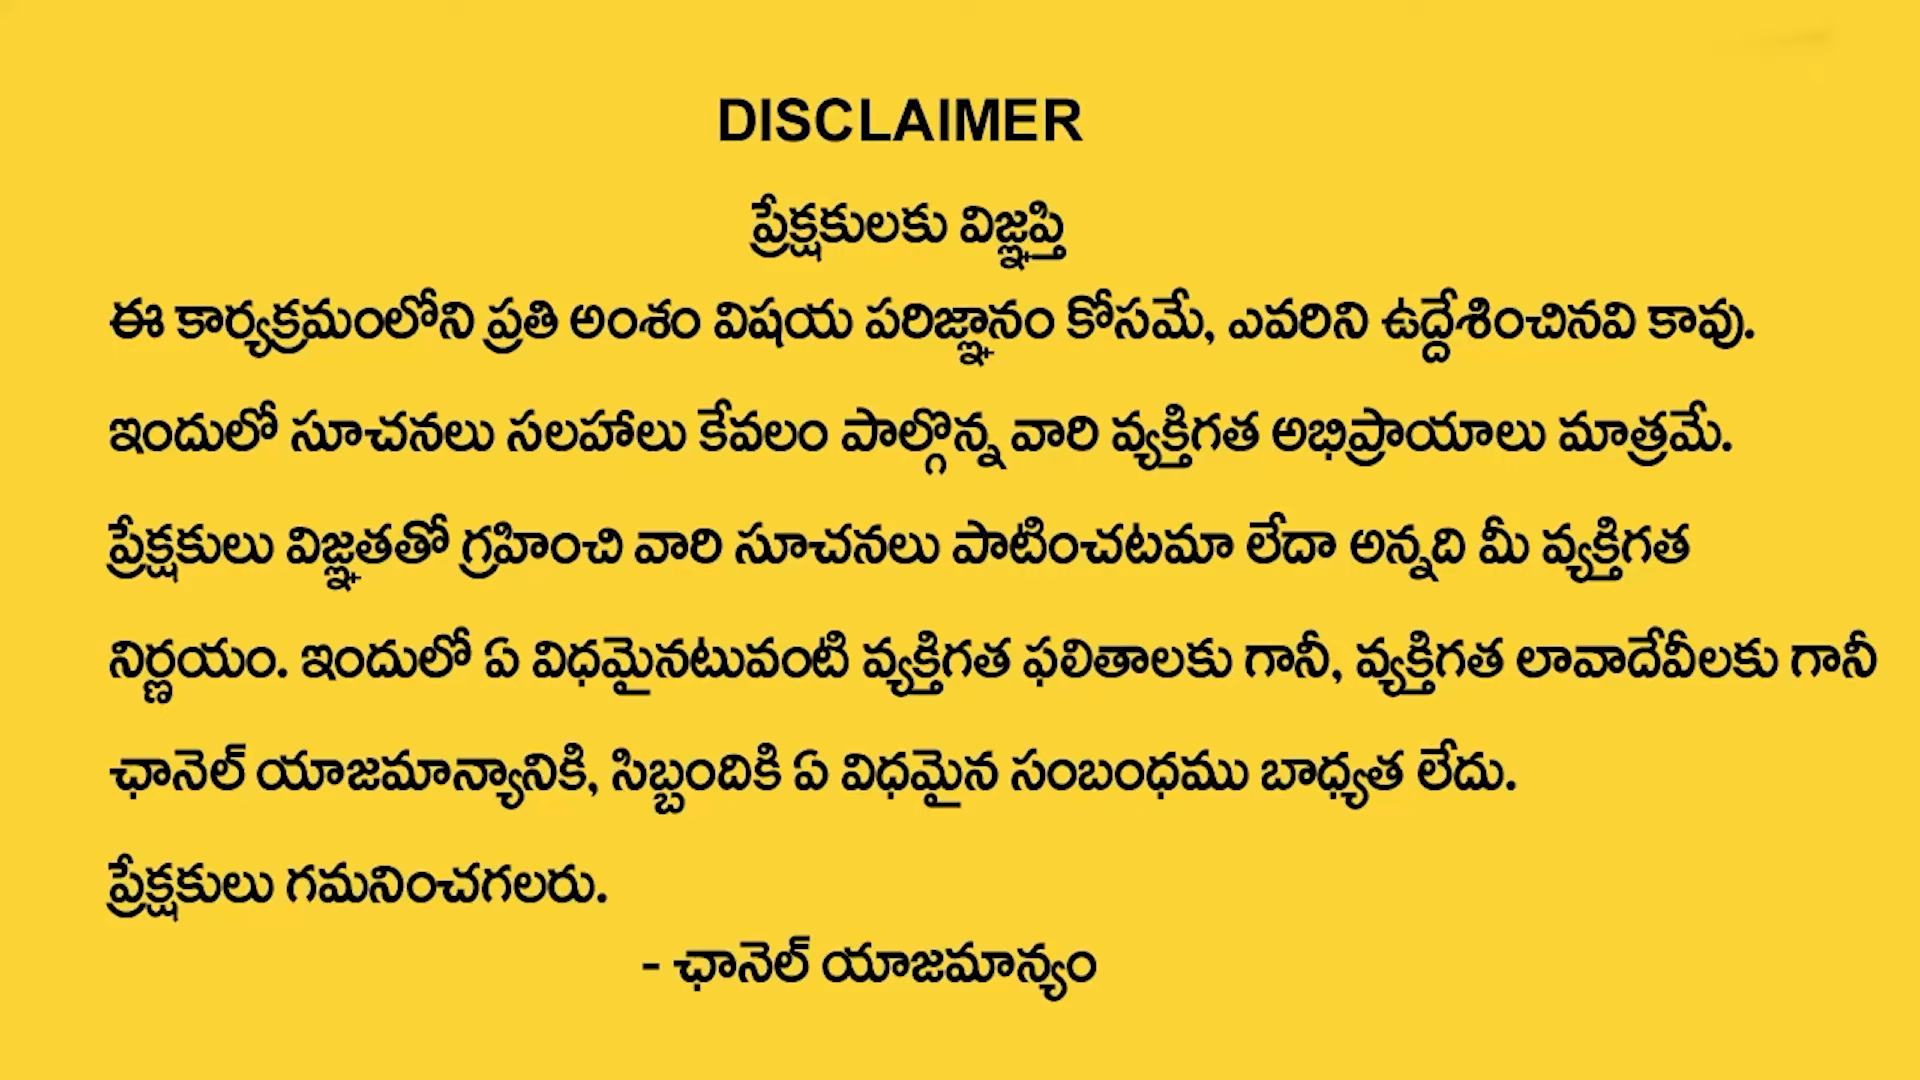 DISCLAIMER
ప్రేక్షకులకు విజ్ఞప్తి
ఈ కార్యక్రమంలోని ప్రతి అంశం విషయ పరిజ్ఞానం కోసమే, ఎవరిని ఉద్దేశించినవి కావు.
ఇందులో సూచనలు సలహాలు కేవలం పాల్గొన్న వారి వ్యక్తిగత అభిప్రాయాలు మాత్రమే.
ప్రేక్షకులు విజ్ఞతతో గ్రహించి వారి సూచనలు పాటించటమా లేదా అన్నది మీ వ్యక్తిగత
నిర్ణయం. ఇందులో ఏ విధమైనటువంటి వ్యక్తిగత ఫలితాలకు గానీ, వ్యక్తిగత లావాదేవీలకు గానీ
ఛానెల్ యాజమాన్యానికి, సిబ్బందికి ఏ విధమైన సంబంధము బాధ్యత లేదు.
ప్రేక్షకులు గమనించగలరు.
- ఛానెల్ యాజమాన్యం